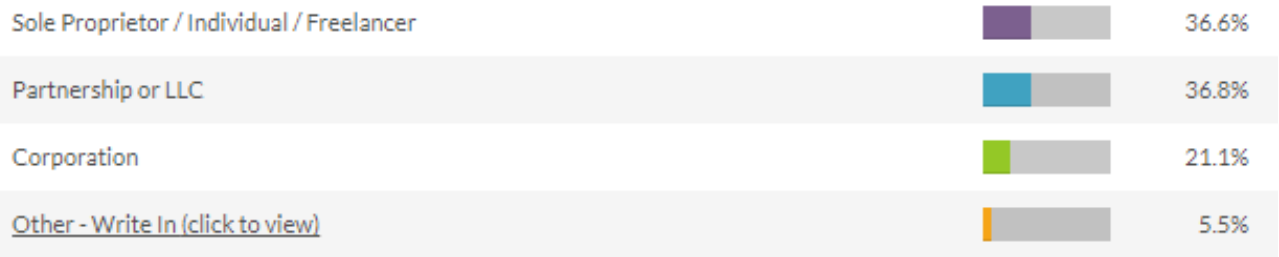 Sole Proprietor / Individual / Freelancer 36.6%
Partnership or LLC 36.8%
Corporation 21.1%
Other - Write In (click to view) 5.5%